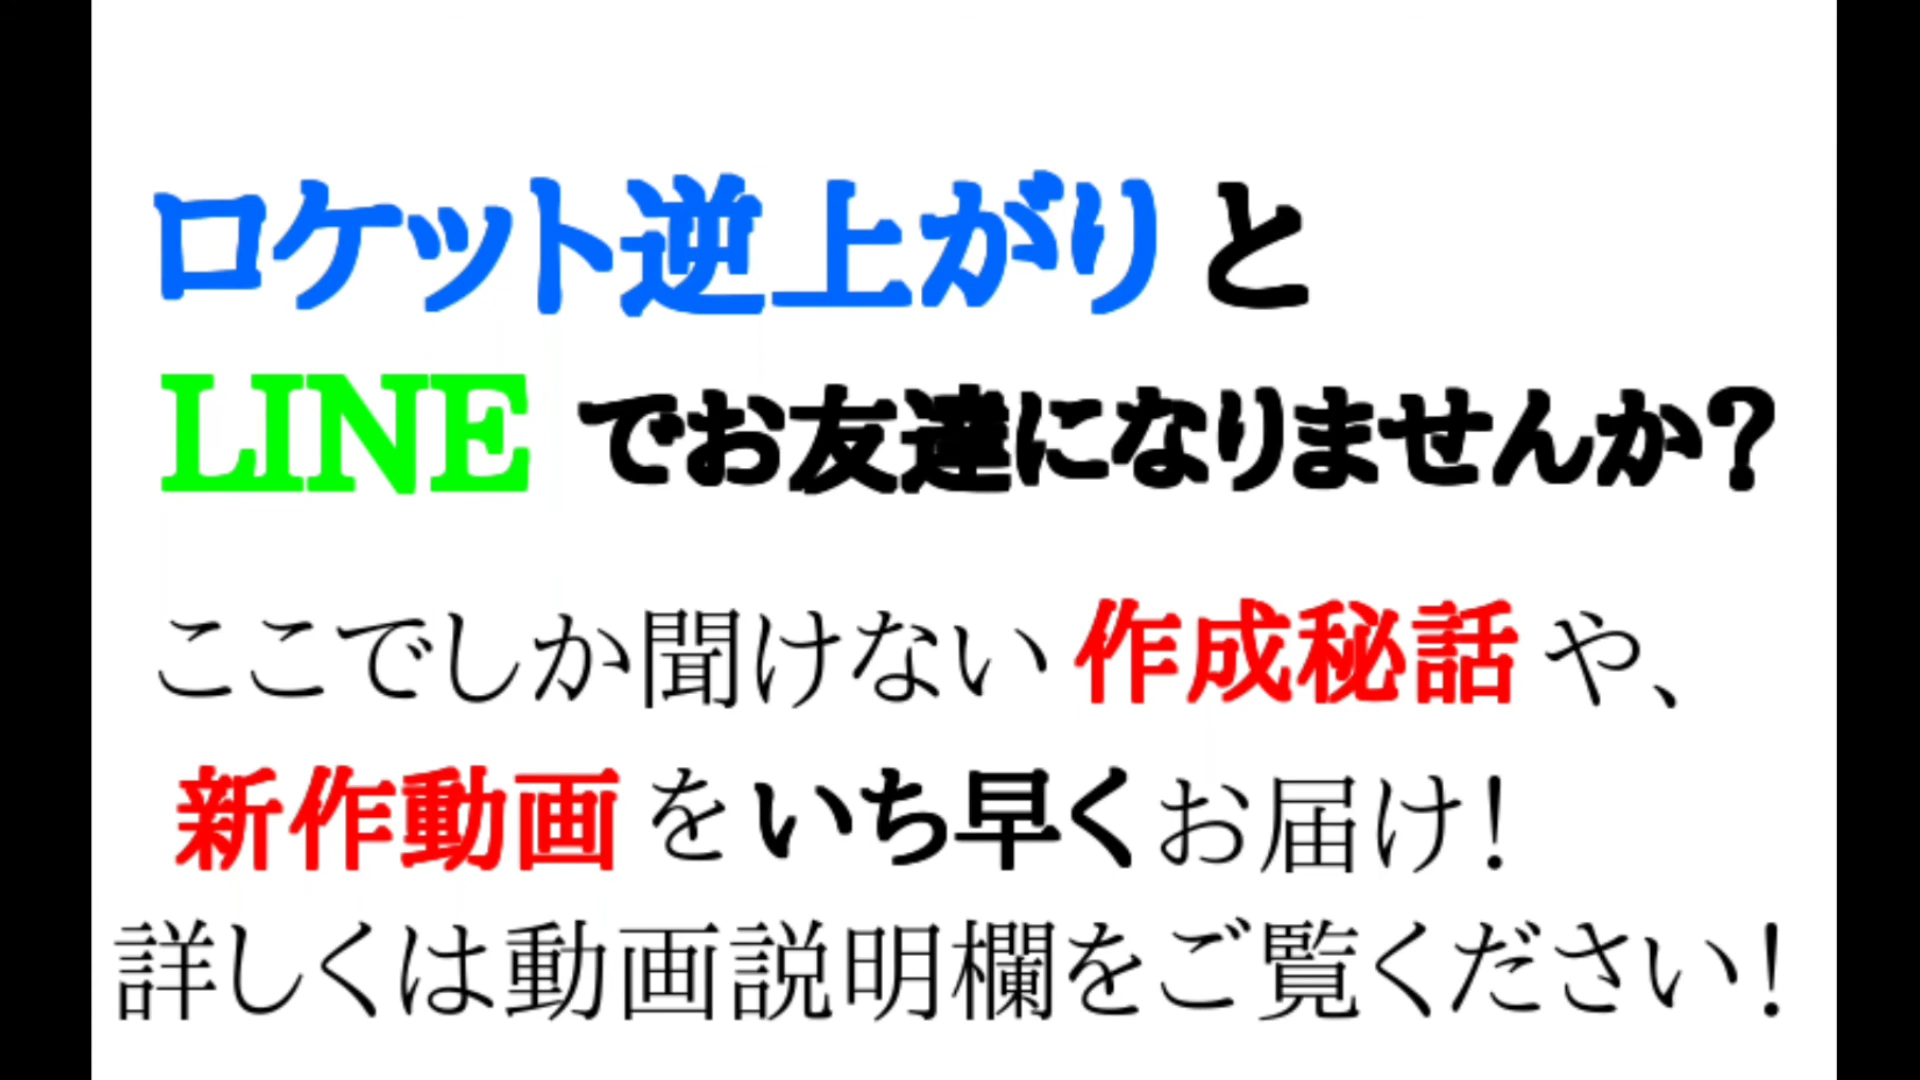 ロケット逆上がりと
LINEでお友達になりませんか?
ここでしか聞けない作成秘話や、
新作動画をいち早くお届け!
詳しくは動画説明欄をご覧ください!